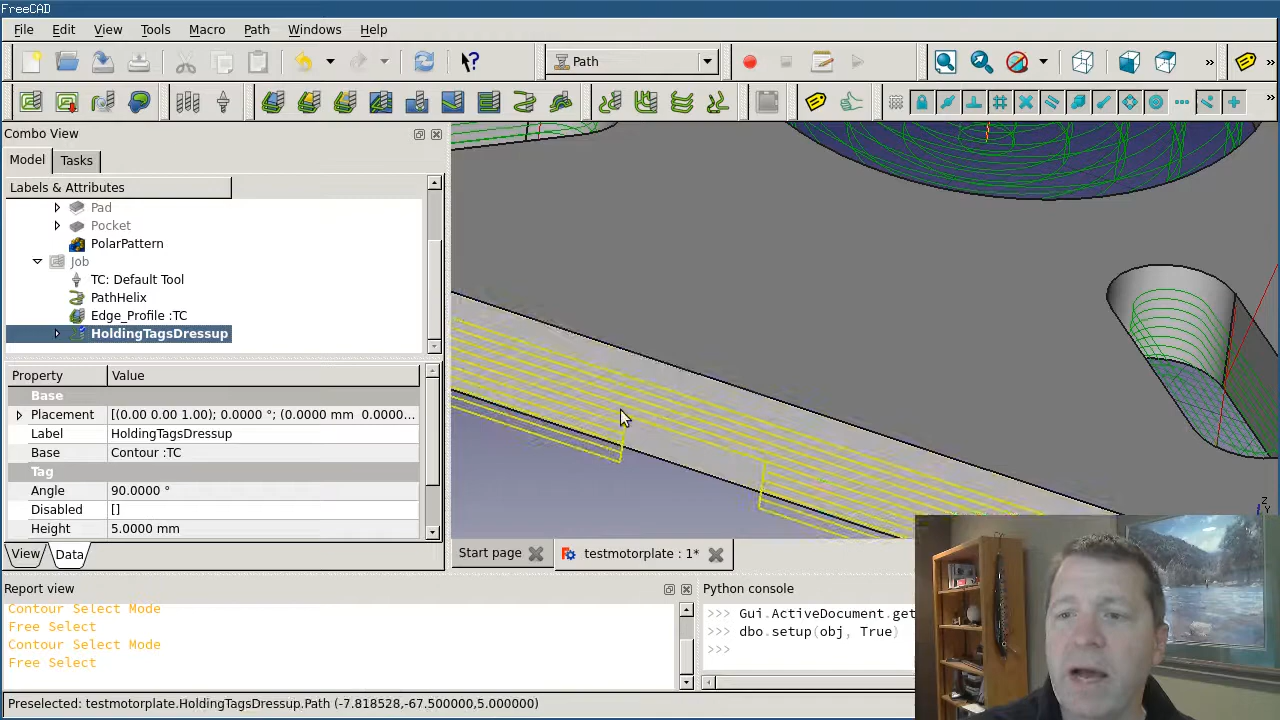 FreeCAD
File Edit View Tools Macro Path Windows Help
Path
»
»
»
Combo View
Model Tasks
Labels & Attributes
Pad
Pocket
PolarPattern
Job
TC: Default Tool
PathHelix
Edge_Profile :TC
HoldingTagsDressup
Property Value
Base
Placement [(0.00 0.00 1.00); 0.0000 °; (0.0000 mm 0.0000...
Label HoldingTagsDressup
Base Contour :TC
Tag
Angle 90.0000 °
Disabled []
Height 5.0000 mm
View Data
Start page testmotorplate : 1*
Report view
Contour Select Mode
Free Select
Contour Select Mode
Free Select
Python console
>>> Gui.ActiveDocument.get
>>> dbo.setup(obj, True)
>>>
Preselected: testmotorplate.HoldingTagsDressup.Path (-7.818528,-67.500000,5.000000)